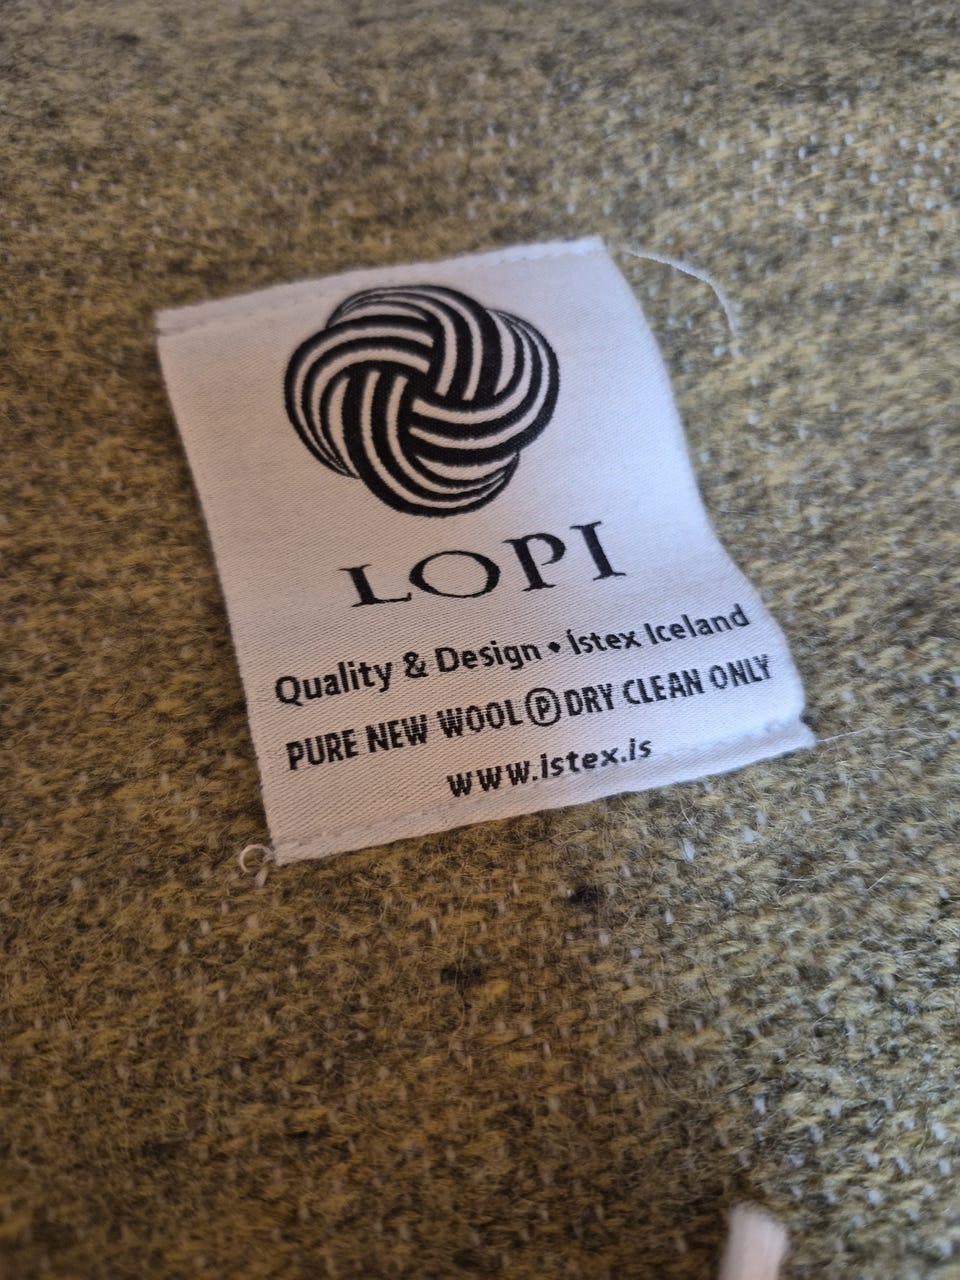 LOPI
Quality & Design • Ístex Iceland
PURE NEW WOOL Ⓟ DRY CLEAN ONLY
www.istex.is